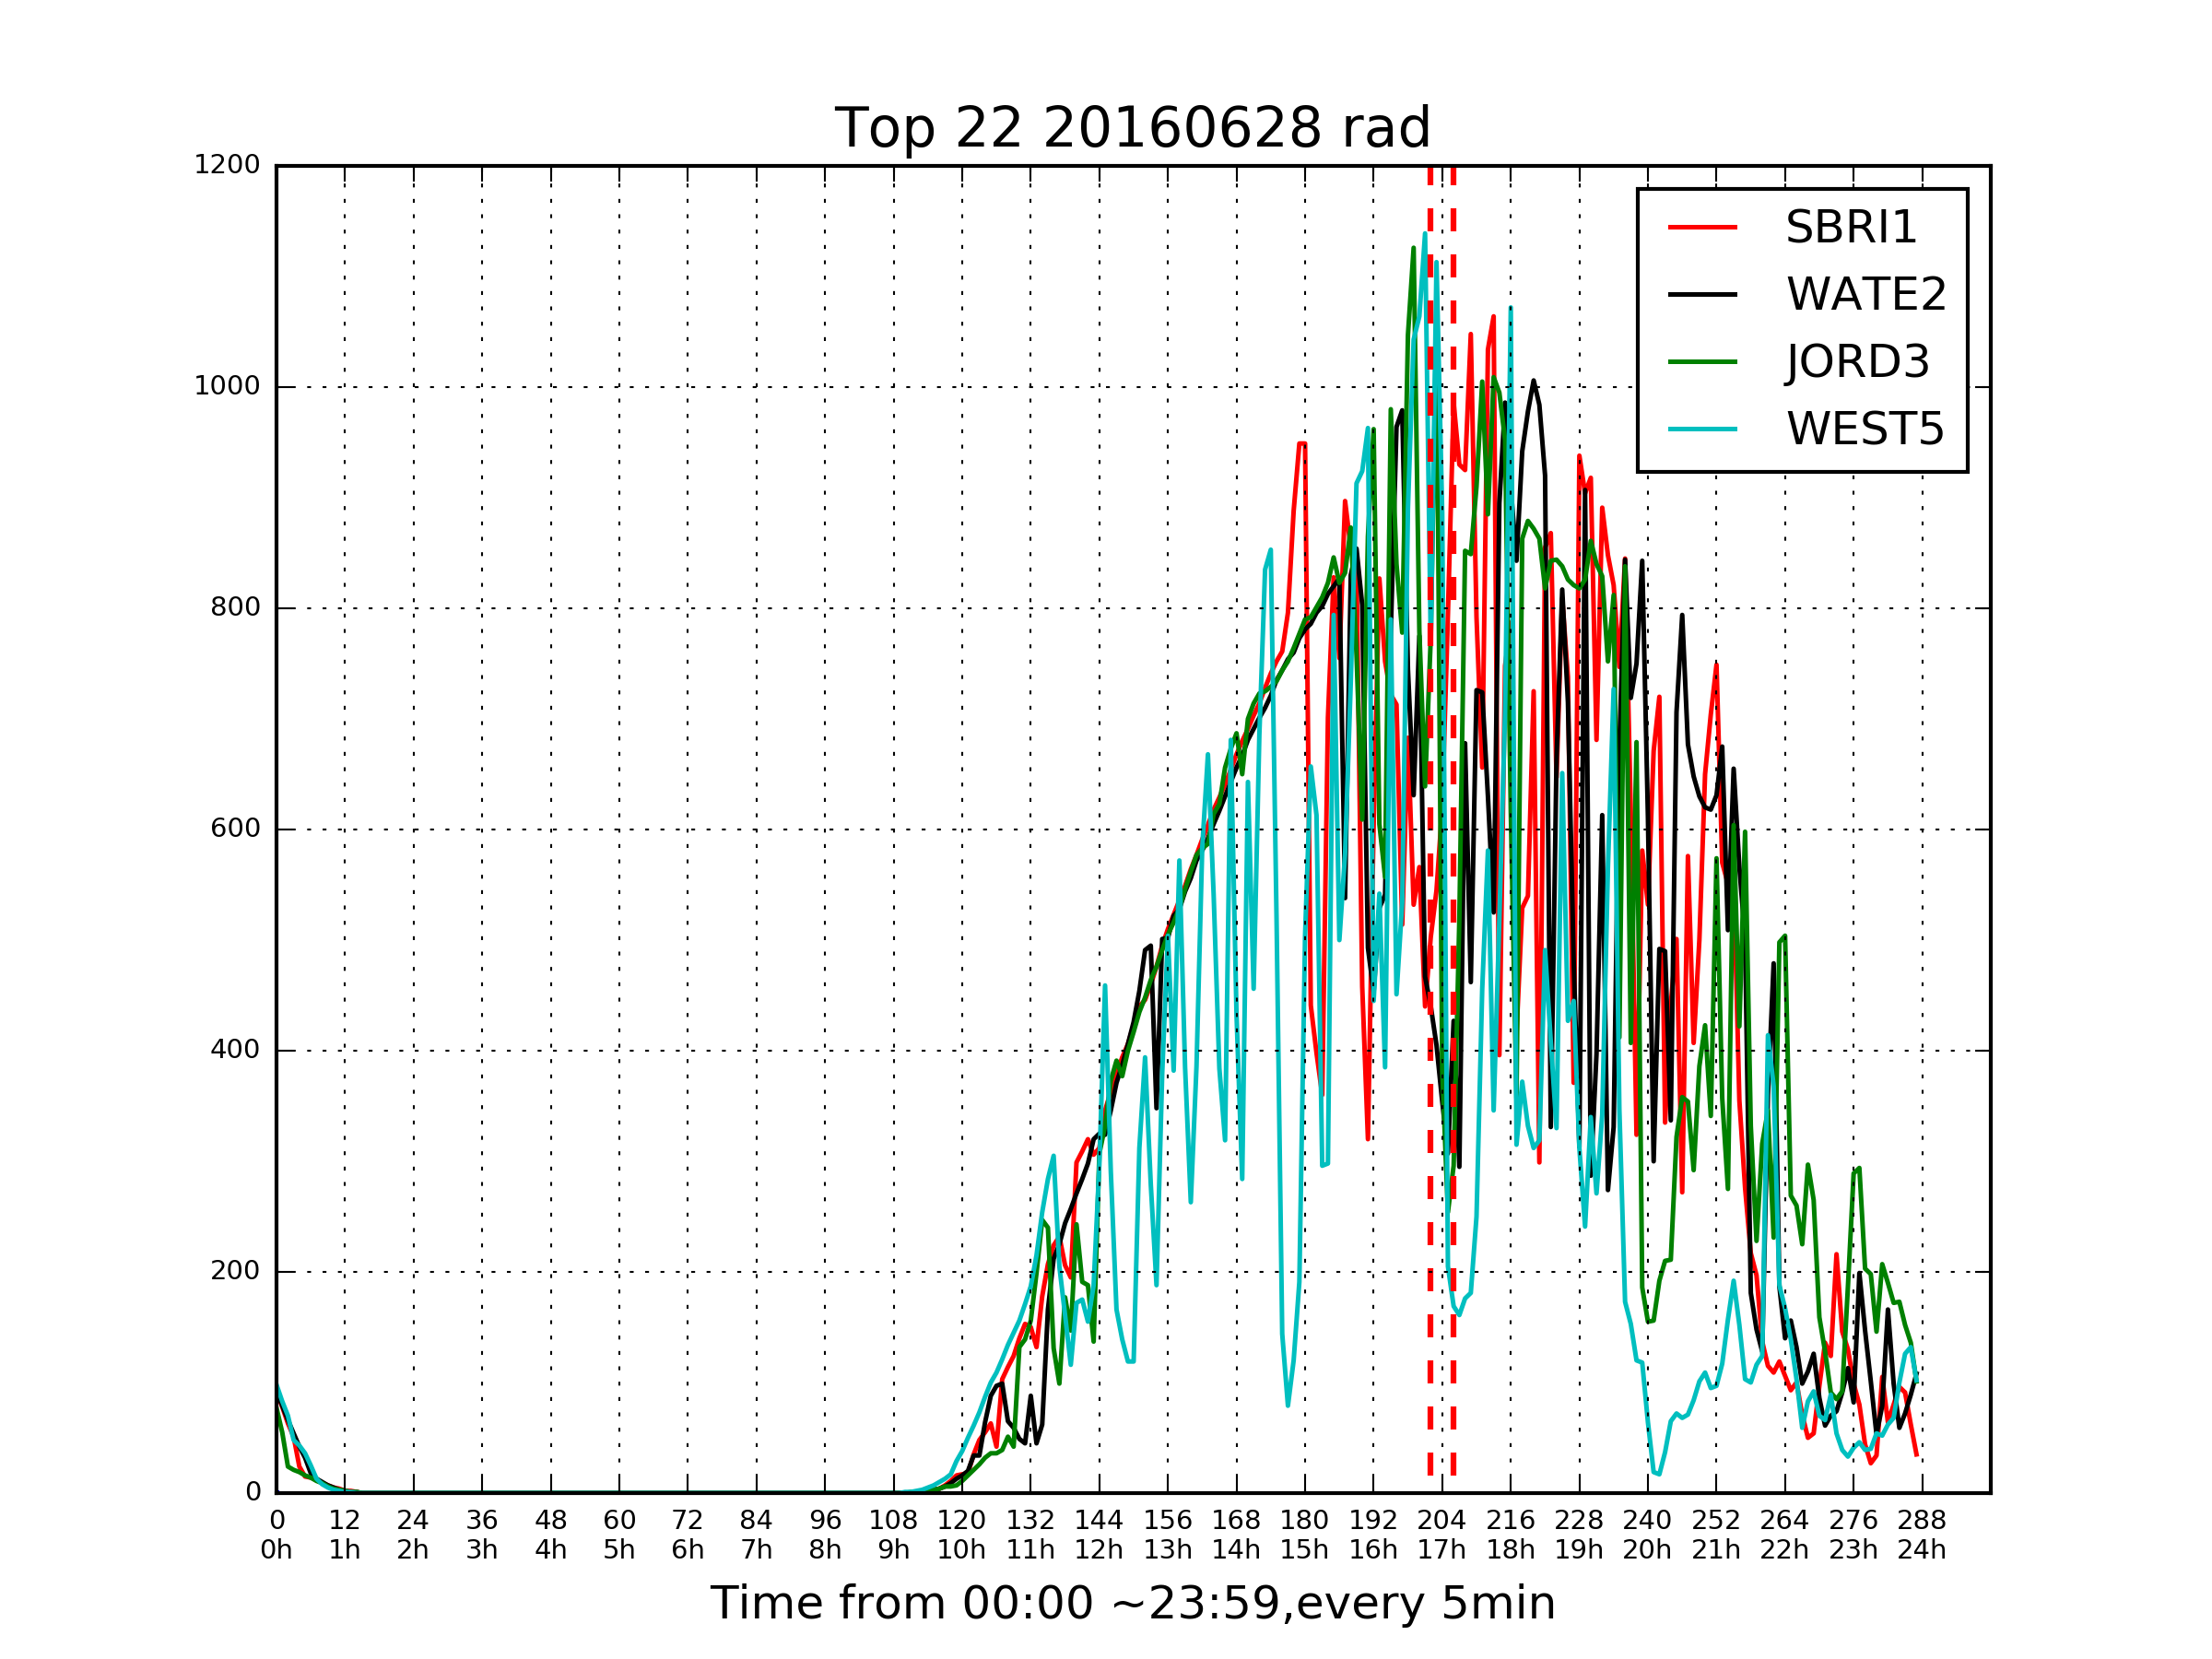 Top 22 20160628 rad
1200
1000
800
600
400
200
0
SBRI1
WATE2
JORD3
WEST5
0 12 24 36 48 60 72 84 96 108 120 132 144 156 168 180 192 204 216 228 240 252 264 276 288
0h 1h 2h 3h 4h 5h 6h 7h 8h 9h 10h 11h 12h 13h 14h 15h 16h 17h 18h 19h 20h 21h 22h 23h 24h
Time from 00:00 ~23:59,every 5min